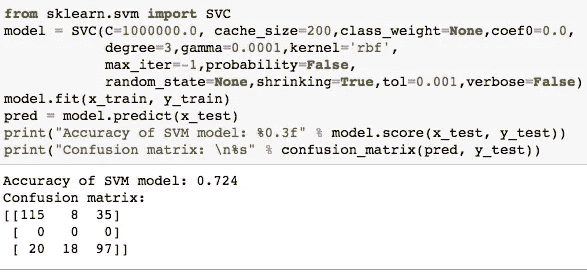 from sklearn.svm import SVC
model = SVC(C=1000000.0, cache_size=200,class_weight=None,coef0=0.0,
degree=3,gamma=0.0001,kernel='rbf',
max_iter=-1,probability=False,
random_state=None,shrinking=True,tol=0.001,verbose=False)
model.fit(x_train, y_train)
pred = model.predict(x_test)
print("Accuracy of SVM model: %0.3f" % model.score(x_test, y_test))
print("Confusion matrix: \n%s" % confusion_matrix(pred, y_test))
Accuracy of SVM model: 0.724
Confusion matrix:
[[115 8 35]
[ 0 0 0]
[ 20 18 97]]